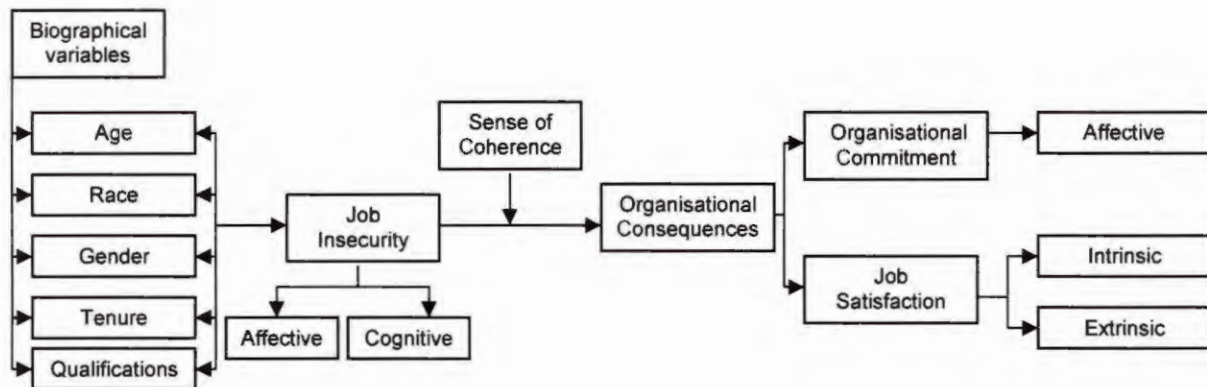 Biographical
variables
Age
Race
Gender
Tenure
Qualifications
Job
Insecurity
Affective
Cognitive
Sense of
Coherence
Organisational
Consequences
Organisational
Commitment
Affective
Job
Satisfaction
Intrinsic
Extrinsic